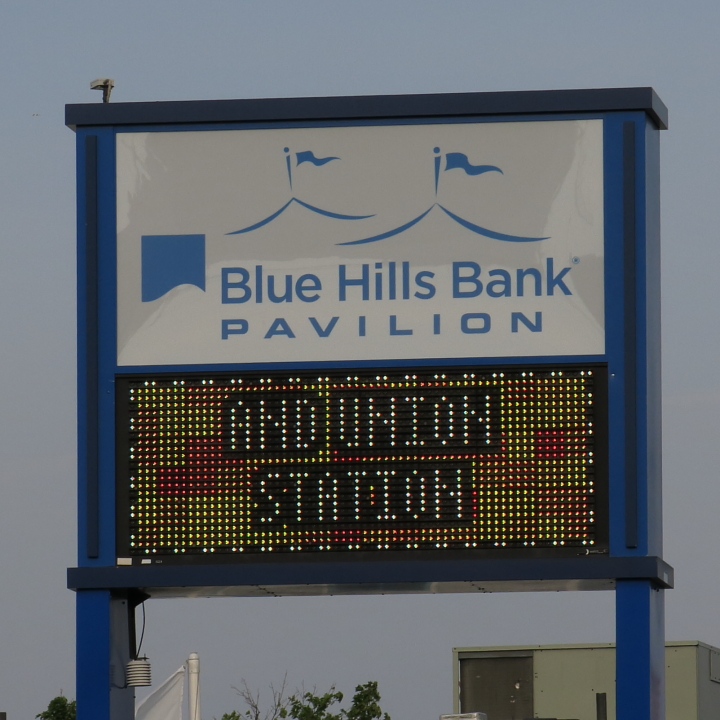 Blue Hills Bank®
PAVILION
AND UNION
STATION